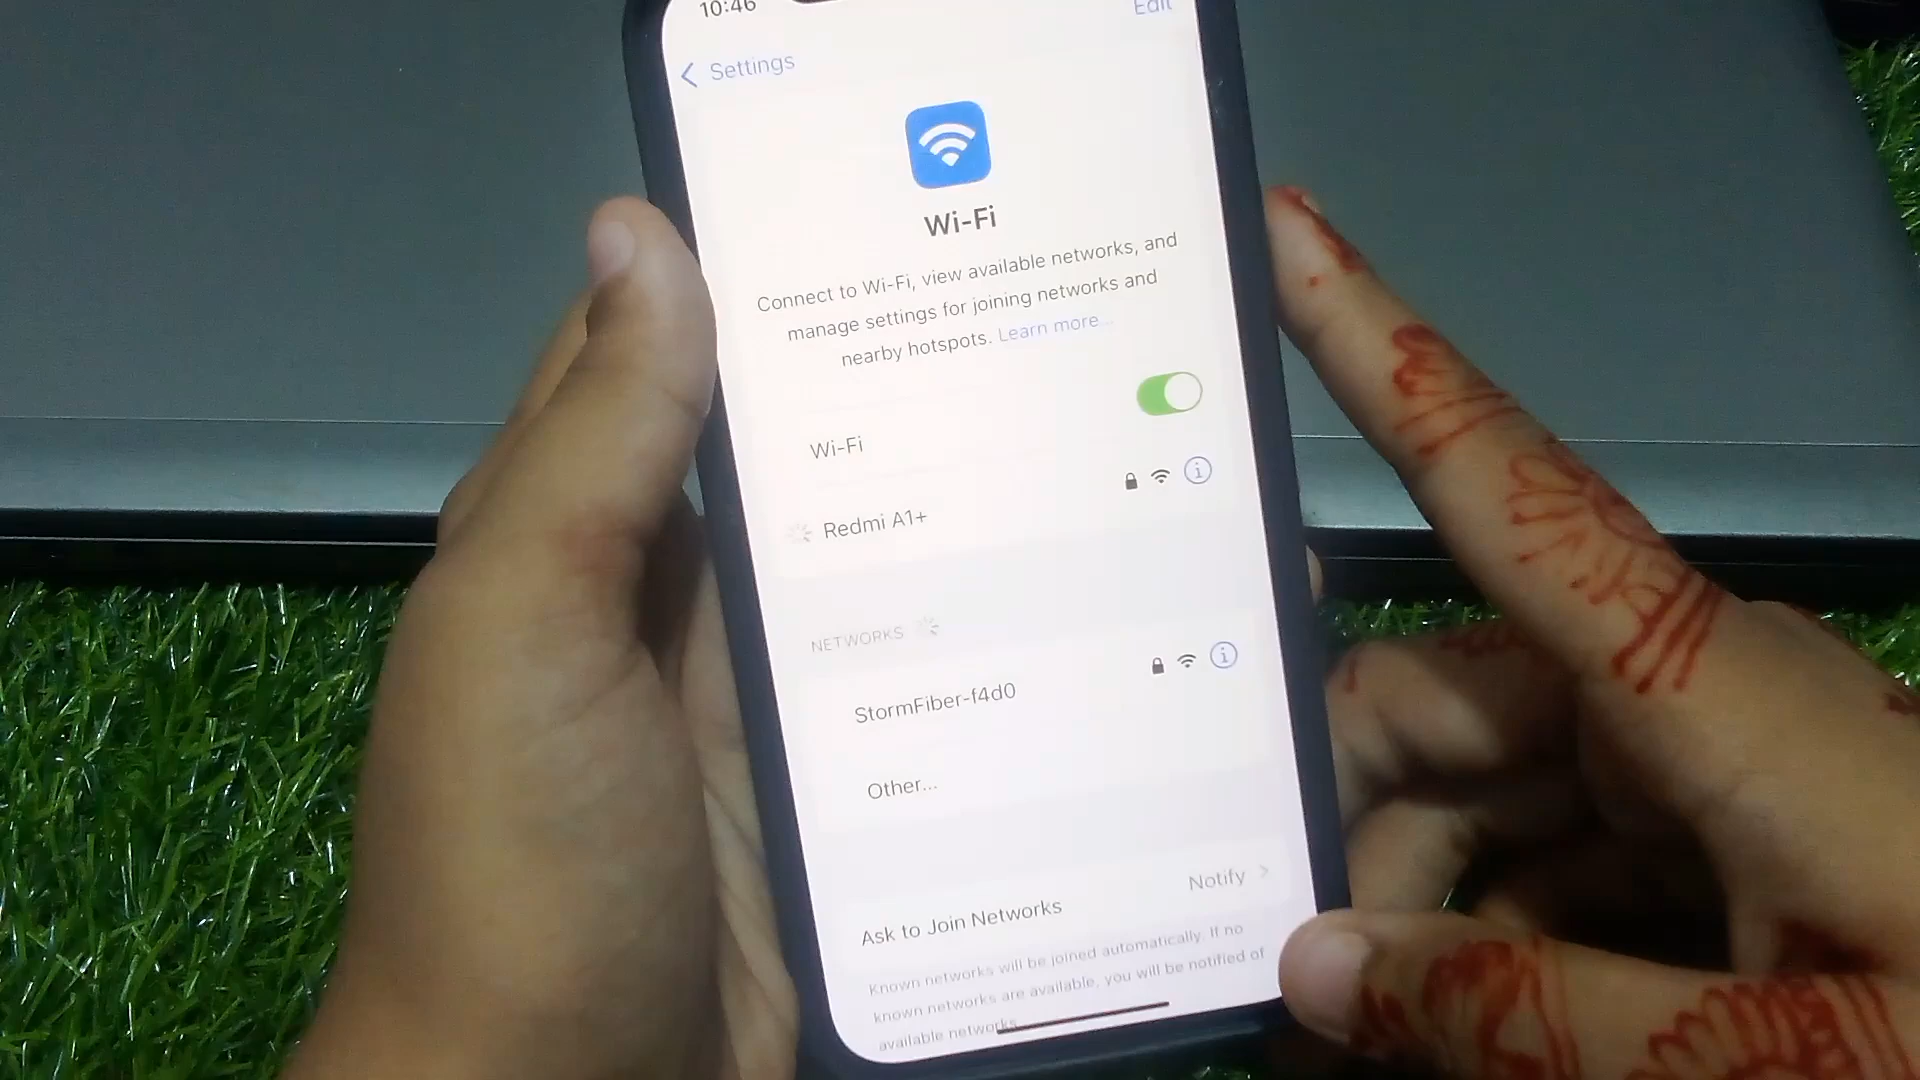 10:46
Edit
Settings
Wi-Fi
Connect to Wi-Fi, view available networks, and
manage settings for joining networks and
nearby hotspots. Learn more...
Wi-Fi
Redmi A1+
NETWORKS
StormFiber-f4d0
Other...
Ask to Join Networks
Notify
Known networks will be joined automatically. If no
known networks are available, you will be notified of
available networks.